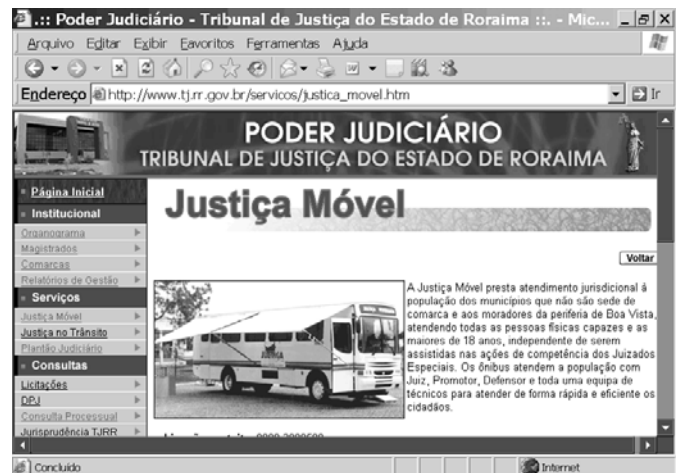 .:: Poder Judiciário - Tribunal de Justiça do Estado de Roraima ::. - Mic...
Arquivo Editar Exibir Favoritos Ferramentas Ajuda
Endereço http://www.tj.rr.gov.br/servicos/justica_movel.htm Ir
PODER JUDICIÁRIO
TRIBUNAL DE JUSTIÇA DO ESTADO DE RORAIMA
Página Inicial
Institucional
Organograma
Magistrados
Comarcas
Relatórios de Gestão
Serviços
Justiça Móvel
Justiça no Trânsito
Plantão Judiciário
Consultas
Licitações
DPJ
Consulta Processual
Jurisprudência TJRR
Justiça Móvel
Voltar
A Justiça Móvel presta atendimento jurisdicional á
população dos municípios que não são sede de
comarca e aos moradores da periferia de Boa Vista,
atendendo todas as pessoas físicas capazes e as
maiores de 18 anos, independente de serem
assistidas nas ações de competência dos Juizados
Especiais. Os ônibus atendem a população com
Juiz, Promotor, Defensor e toda uma equipa de
técnicos para atender de forma rápida e eficiente os
cidadãos.
Concluído
Internet